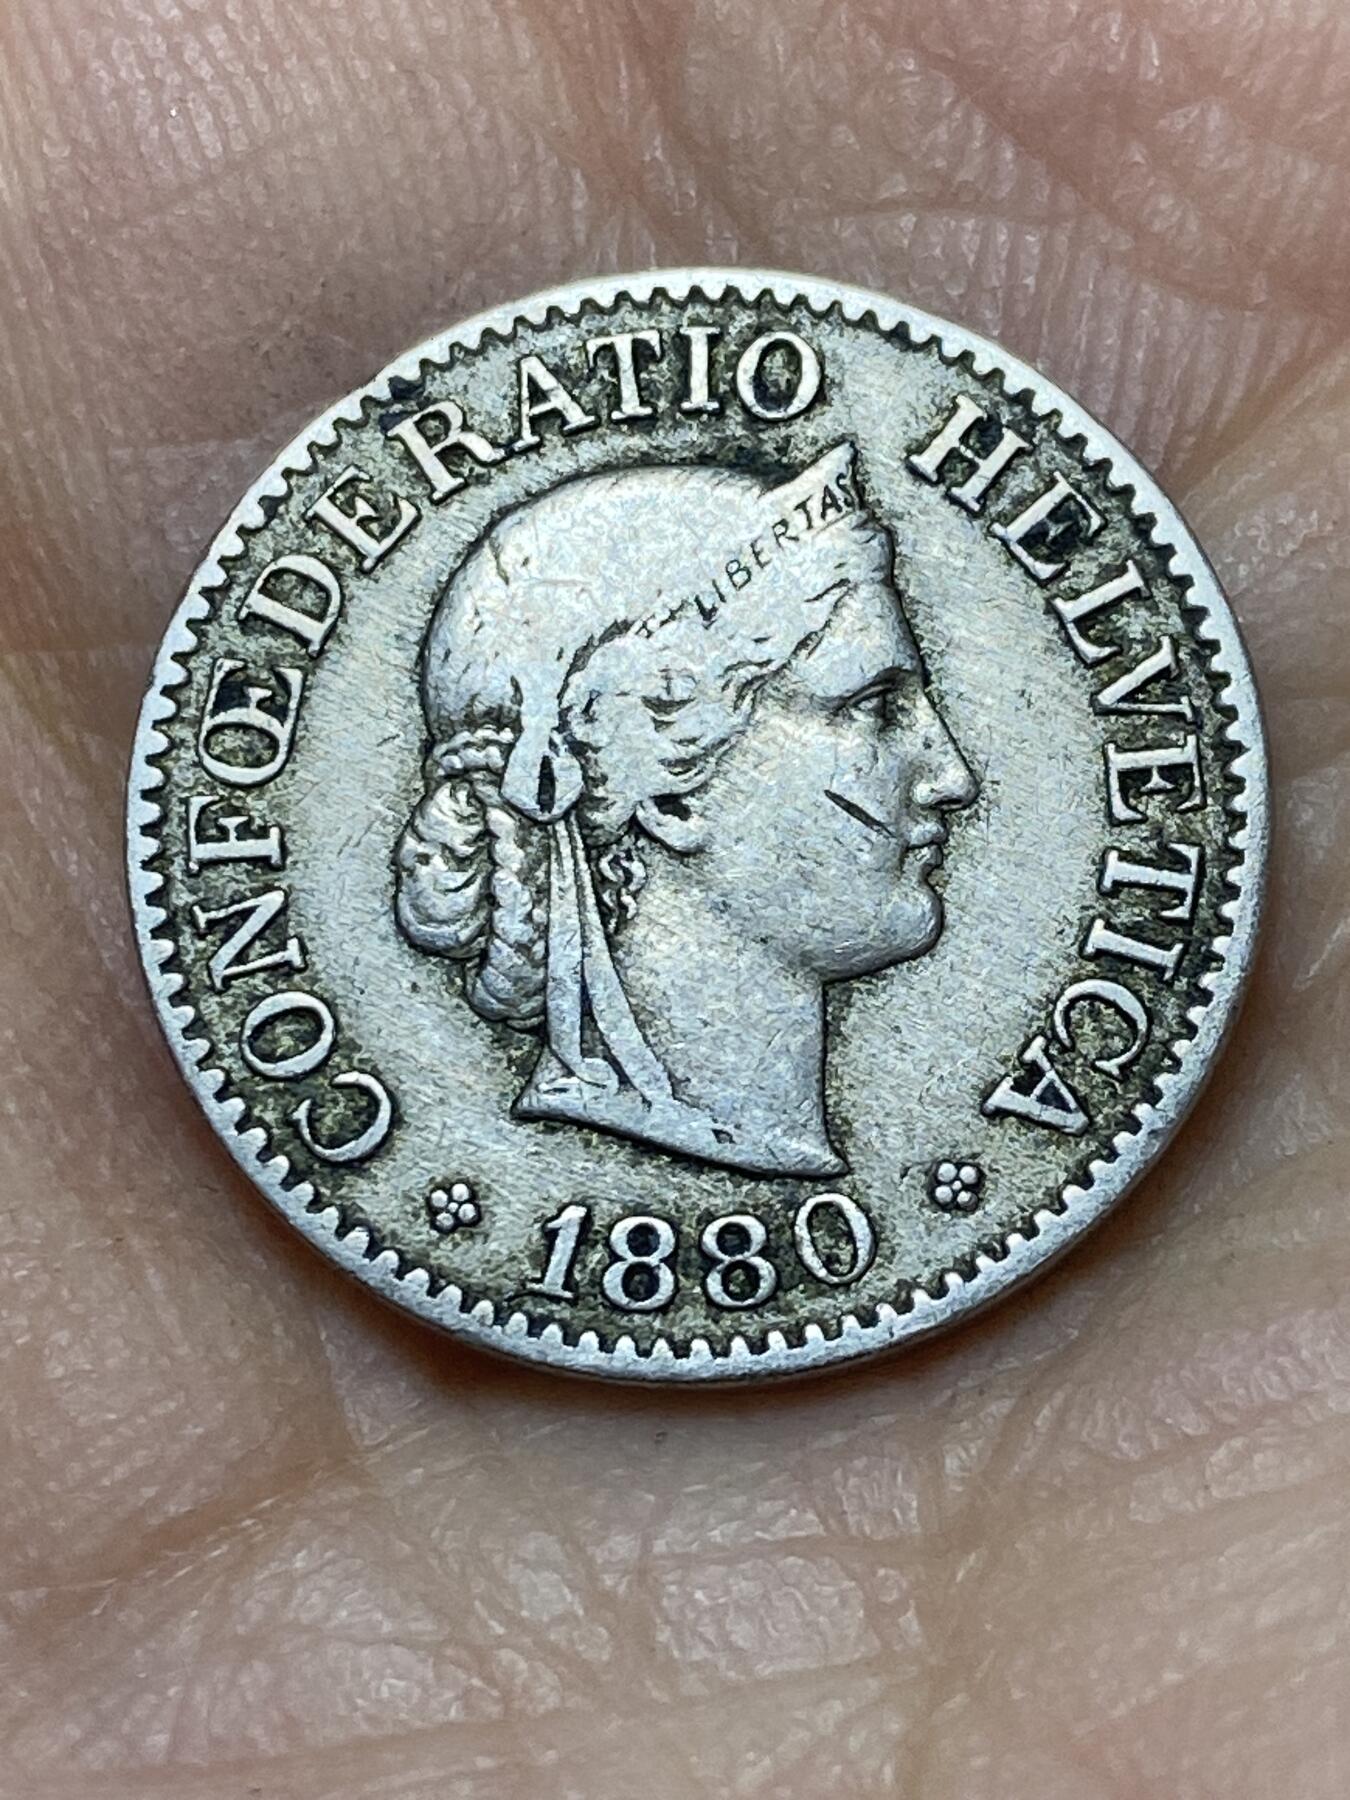 CONFŒDERATIO HELVETICA
LIBERTAS
1880